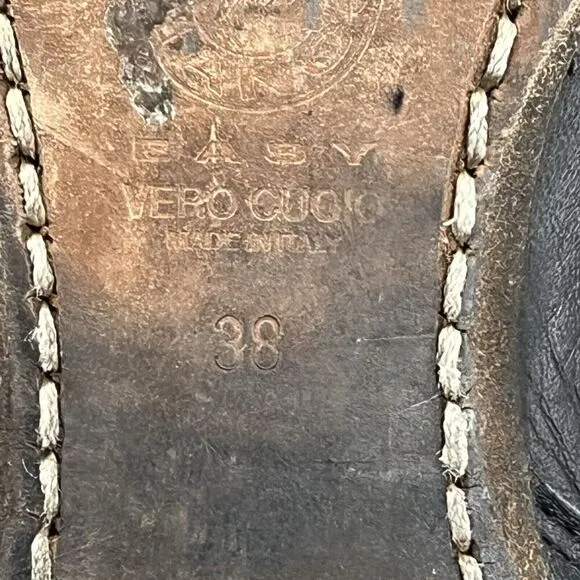 EASY
VERO CUOIO
MADE IN ITALY
38